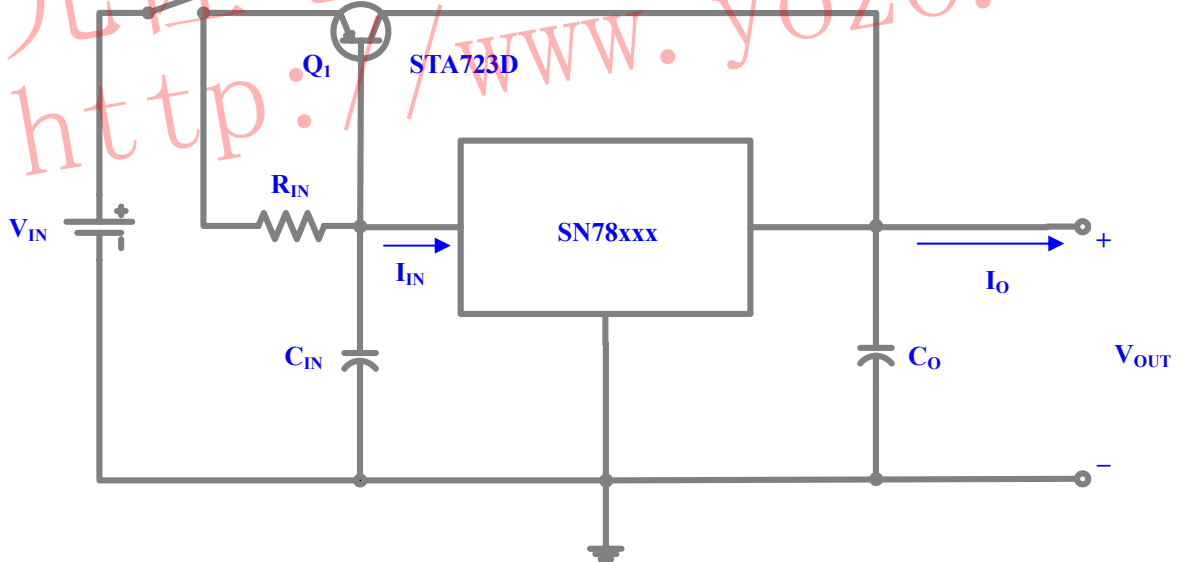 http://www.yozo.
Q1
STA723D
RIN
VIN
+
-
SN78xxx
IIN
IO
+
CIN
CO
VOUT
−